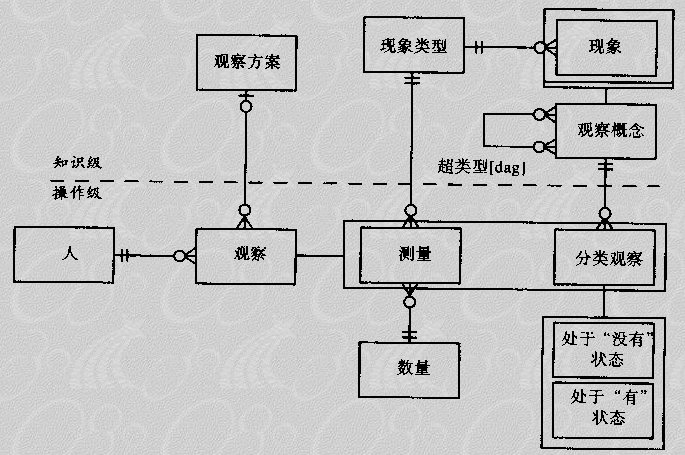 现象类型
现象
观察方案
观察概念
知识级
超类型[dag]
操作级
人
观察
测量
分类观察
处于“没有”
状态
数量
处于“有”
状态